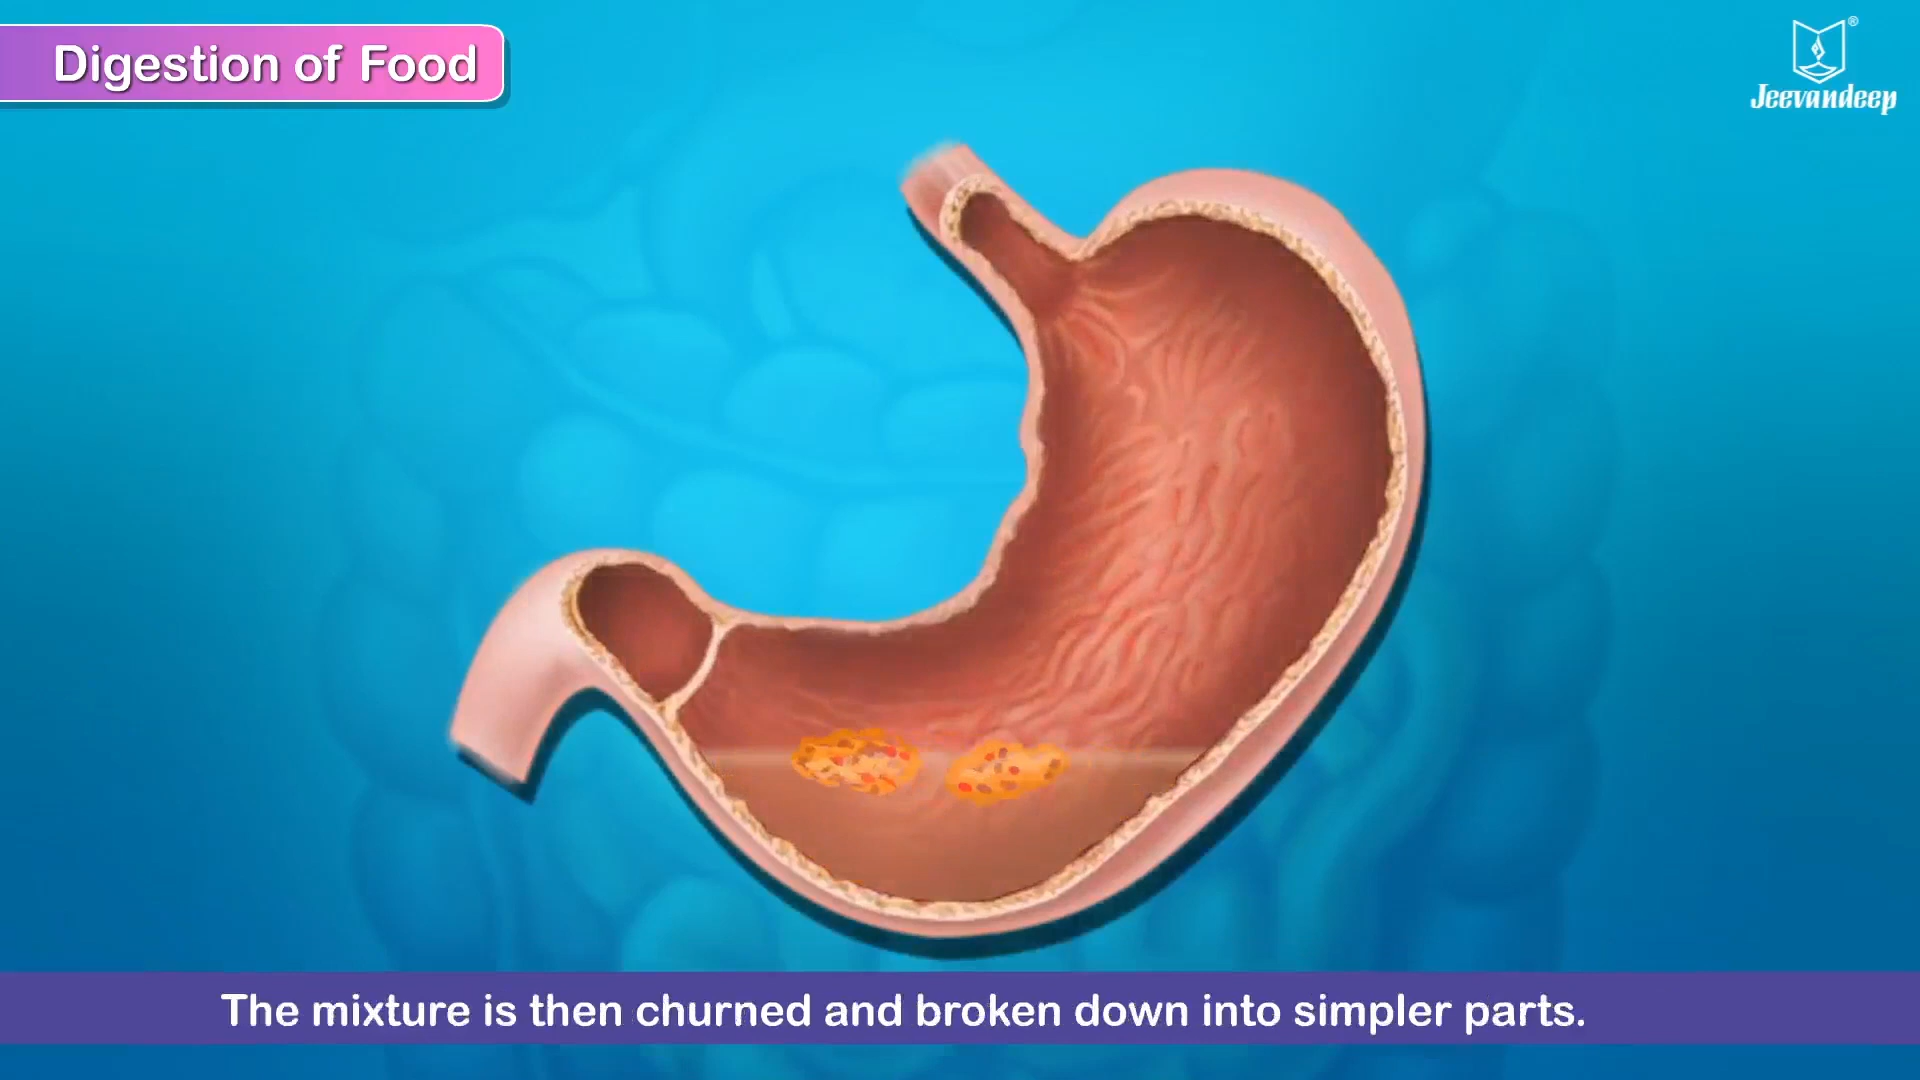 Digestion of Food
®
Jeevandeep
The mixture is then churned and broken down into simpler parts.